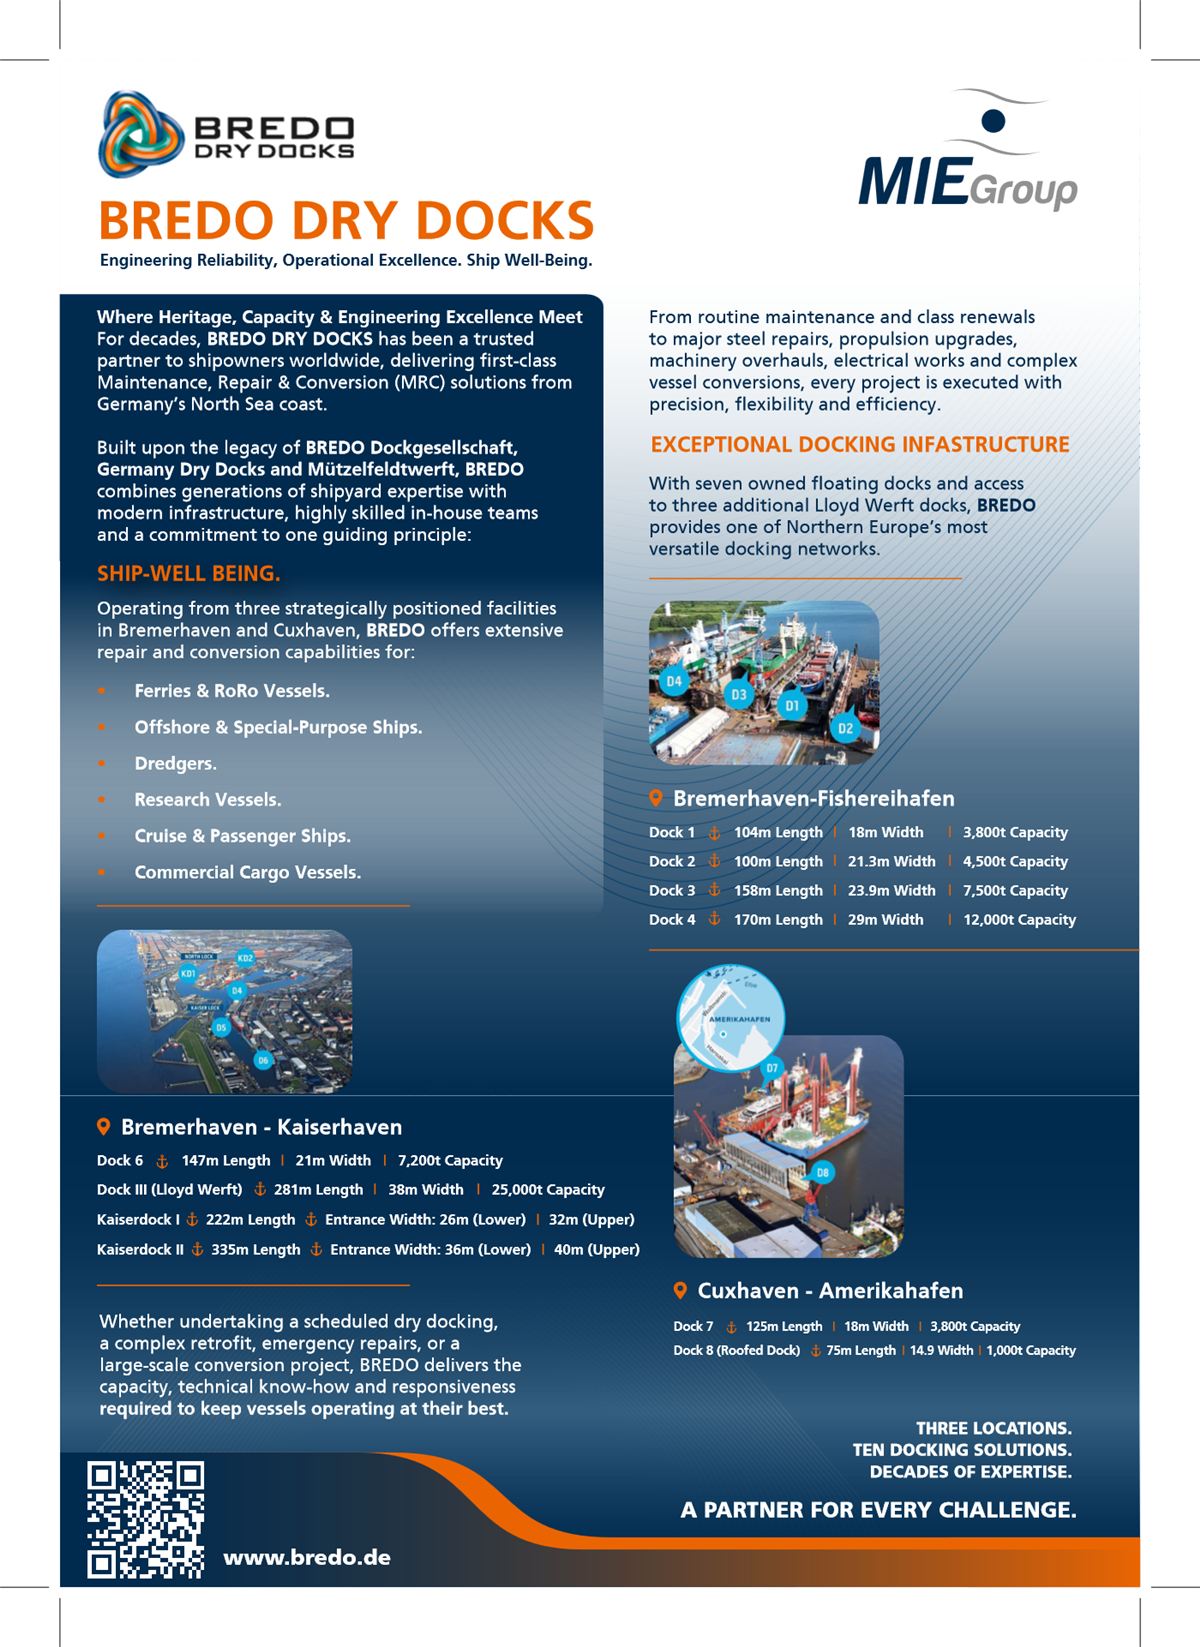 BREDO
DRY DOCKS
MIE Group
BREDO DRY DOCKS
Engineering Reliability, Operational Excellence. Ship Well-Being.
Where Heritage, Capacity & Engineering Excellence Meet
For decades, BREDO DRY DOCKS has been a trusted
partner to shipowners worldwide, delivering first-class
Maintenance, Repair & Conversion (MRC) solutions from
Germany's North Sea coast.
Built upon the legacy of BREDO Dockgesellschaft,
Germany Dry Docks and Mützelfeldtwerft, BREDO
combines generations of shipyard expertise with
modern infrastructure, highly skilled in-house teams
and a commitment to one guiding principle:
SHIP-WELL BEING.
Operating from three strategically positioned facilities
in Bremerhaven and Cuxhaven, BREDO offers extensive
repair and conversion capabilities for:
• Ferries & RoRo Vessels.
• Offshore & Special-Purpose Ships.
• Dredgers.
• Research Vessels.
• Cruise & Passenger Ships.
• Commercial Cargo Vessels.
NORTH LOCK
KD2
KD1
D4
KAISER LOCK
D5
D6
Bremerhaven - Kaiserhaven
Dock 6 147m Length | 21m Width | 7,200t Capacity
Dock III (Lloyd Werft) 281m Length | 38m Width | 25,000t Capacity
Kaiserdock I 222m Length Entrance Width: 26m (Lower) | 32m (Upper)
Kaiserdock II 335m Length Entrance Width: 36m (Lower) | 40m (Upper)
Whether undertaking a scheduled dry docking,
a complex retrofit, emergency repairs, or a
large-scale conversion project, BREDO delivers the
capacity, technical know-how and responsiveness
required to keep vessels operating at their best.
www.bredo.de
From routine maintenance and class renewals
to major steel repairs, propulsion upgrades,
machinery overhauls, electrical works and complex
vessel conversions, every project is executed with
precision, flexibility and efficiency.
EXCEPTIONAL DOCKING INFASTRUCTURE
With seven owned floating docks and access
to three additional Lloyd Werft docks, BREDO
provides one of Northern Europe's most
versatile docking networks.
D4
D3
D1
D2
Bremerhaven-Fishereihafen
Dock 1 104m Length | 18m Width | 3,800t Capacity
Dock 2 100m Length | 21.3m Width | 4,500t Capacity
Dock 3 158m Length | 23.9m Width | 7,500t Capacity
Dock 4 170m Length | 29m Width | 12,000t Capacity
AMERIKAHAFEN
D7
D8
Cuxhaven - Amerikahafen
Dock 7 125m Length | 18m Width | 3,800t Capacity
Dock 8 (Roofed Dock) 75m Length | 14.9 Width | 1,000t Capacity
THREE LOCATIONS.
TEN DOCKING SOLUTIONS.
DECADES OF EXPERTISE.
A PARTNER FOR EVERY CHALLENGE.